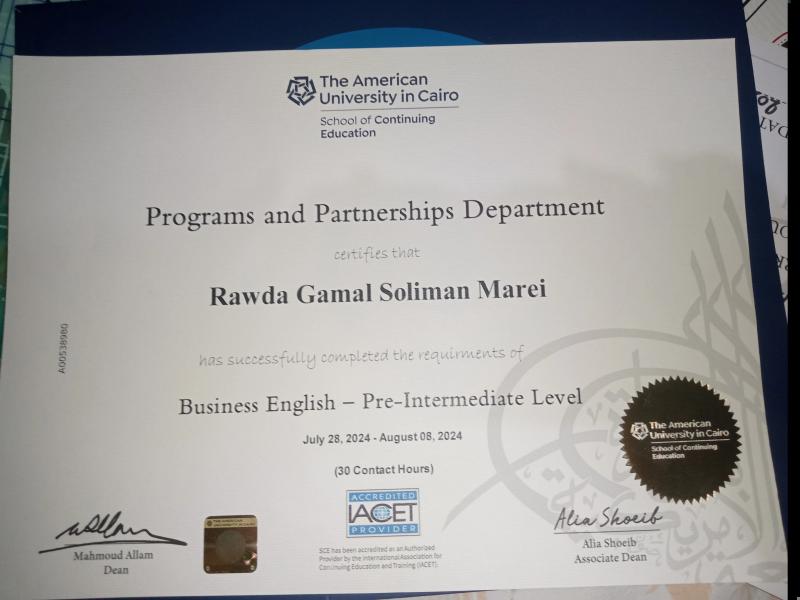 The American
University in Cairo
School of Continuing
Education
Programs and Partnerships Department
certifies that
Rawda Gamal Soliman Marei
has successfully completed the requirments of
Business English – Pre-Intermediate Level
July 28, 2024 - August 08, 2024
(30 Contact Hours)
A00538980
The American
University in Cairo
School of Continuing
Education
ACCREDITED
IACET
PROVIDER
SCE has been accredited as an Authorized
Provider by the International Association for
Continuing Education and Training (IACET).
Mahmoud Allam
Dean
THE AMERICAN
UNIVERSITY IN CAIRO
Alia Shoeib
Alia Shoeib
Associate Dean